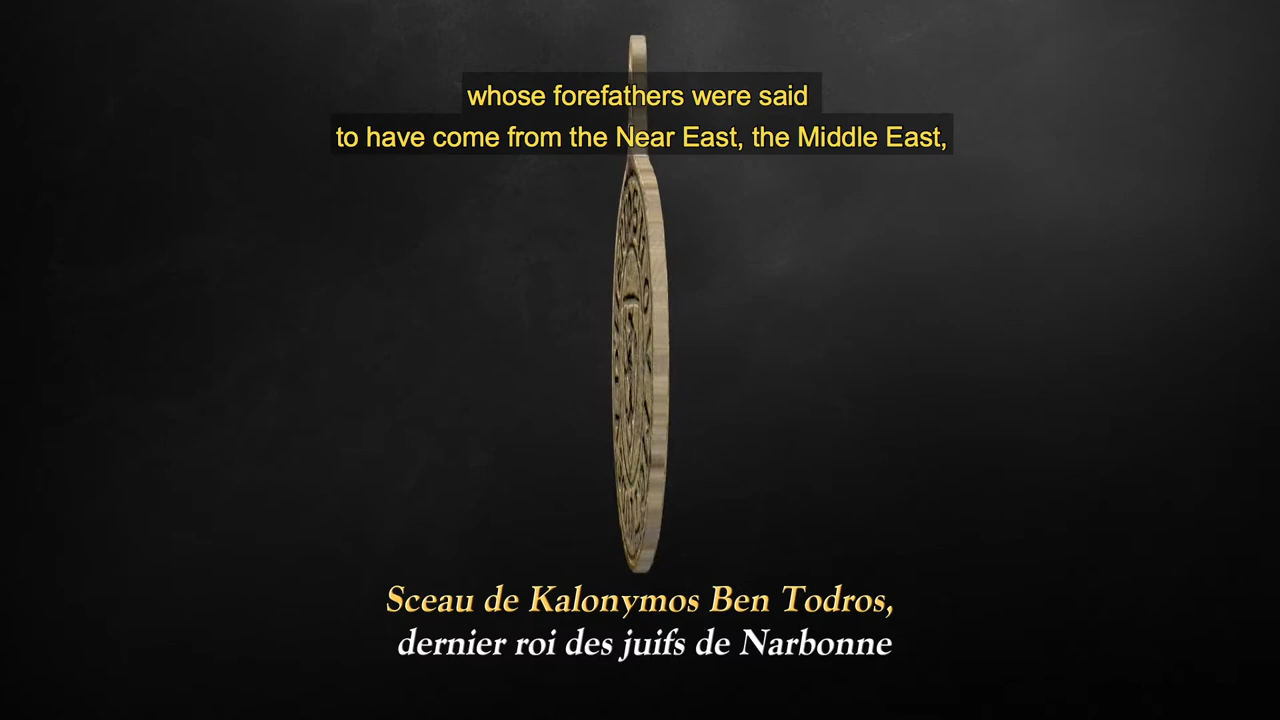 whose forefathers were said
to have come from the Near East, the Middle East,
Sceau de Kalonymos Ben Todros,
dernier roi des juifs de Narbonne